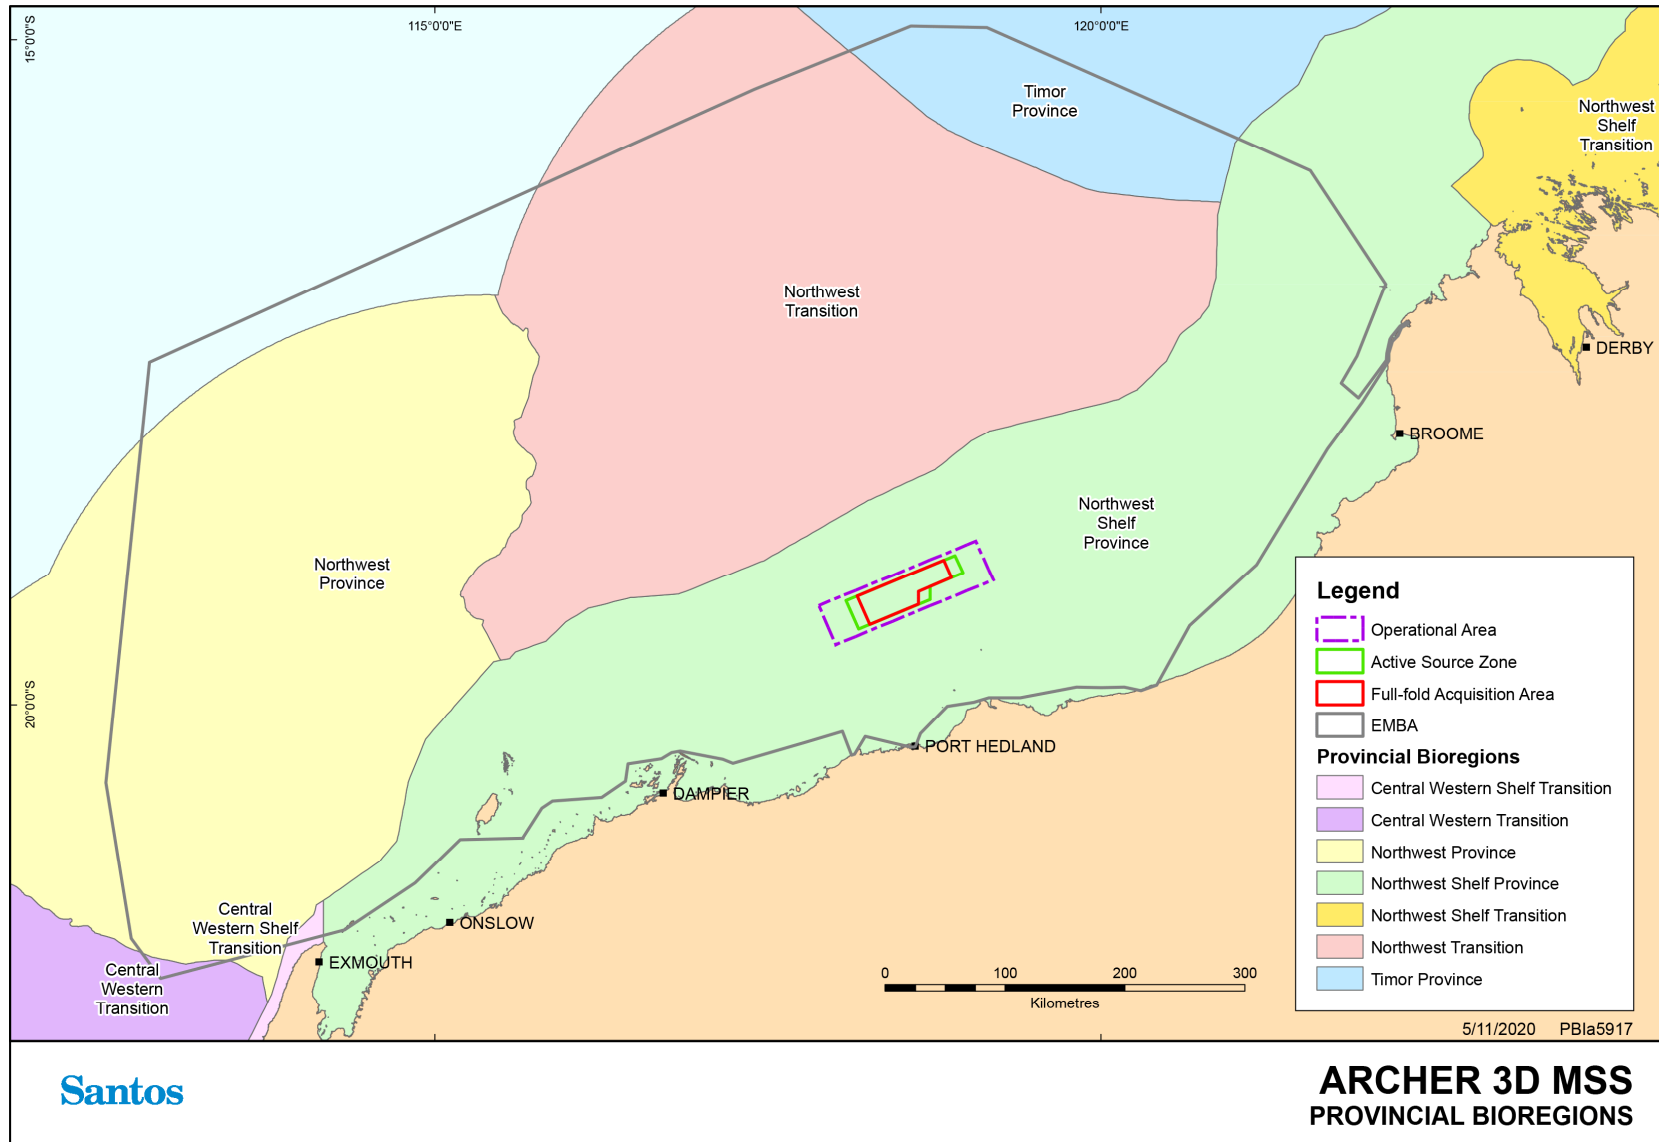 115°0'0"E
120°0'0"E
15°0'0"S
20°0'0"S
Timor
Province
Northwest
Shelf
Transition
Northwest
Transition
DERBY
BROOME
Northwest
Shelf
Province
Northwest
Province
PORT HEDLAND
DAMPIER
ONSLOW
EXMOUTH
Central
Western Shelf
Transition
Central
Western
Transition
0 100 200 300
Kilometres
Legend
Operational Area
Active Source Zone
Full-fold Acquisition Area
EMBA
Provincial Bioregions
Central Western Shelf Transition
Central Western Transition
Northwest Province
Northwest Shelf Province
Northwest Shelf Transition
Northwest Transition
Timor Province
5/11/2020 PBIa5917
Santos
ARCHER 3D MSS
PROVINCIAL BIOREGIONS